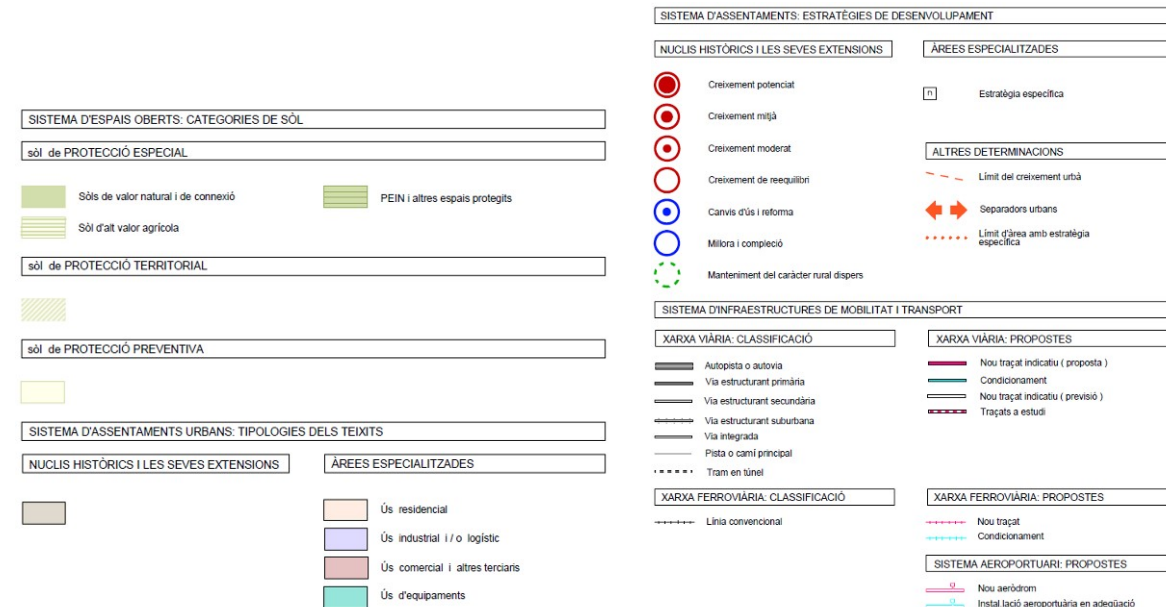 SISTEMA D'ESPAIS OBERTS: CATEGORIES DE SÒL
sòl de PROTECCIÓ ESPECIAL
Sòls de valor natural i de connexió
PEIN i altres espais protegits
Sòl d'alt valor agrícola
sòl de PROTECCIÓ TERRITORIAL
sòl de PROTECCIÓ PREVENTIVA
SISTEMA D'ASSENTAMENTS URBANS: TIPOLOGIES DELS TEIXITS
NUCLIS HISTÒRICS I LES SEVES EXTENSIONS
ÀREES ESPECIALITZADES
Ús residencial
Ús industrial i / o logístic
Ús comercial i altres terciaris
Ús d'equipaments
SISTEMA D'ASSENTAMENTS: ESTRATÈGIES DE DESENVOLUPAMENT
NUCLIS HISTÒRICS I LES SEVES EXTENSIONS
Creixement potenciat
Creixement mitjà
Creixement moderat
Creixement de reequilibri
Canvis d'ús i reforma
Millora i compleció
Manteniment del caràcter rural dispers
ÀREES ESPECIALITZADES
n
Estratègia específica
ALTRES DETERMINACIONS
Límit del creixement urbà
Separadors urbans
Límit d'àrea amb estratègia
específica
SISTEMA D'INFRAESTRUCTURES DE MOBILITAT I TRANSPORT
XARXA VIÀRIA: CLASSIFICACIÓ
Autopista o autovia
Via estructurant primària
Via estructurant secundària
Via estructurant suburbana
Via integrada
Pista o camí principal
Tram en túnel
XARXA VIÀRIA: PROPOSTES
Nou traçat indicatiu ( proposta )
Condicionament
Nou traçat indicatiu ( previsió )
Traçats a estudi
XARXA FERROVIÀRIA: CLASSIFICACIÓ
Línia convencional
XARXA FERROVIÀRIA: PROPOSTES
Nou traçat
Condicionament
SISTEMA AEROPORTUARI: PROPOSTES
Nou aeròdrom
Instal.lació aeroportuària en adeqüació